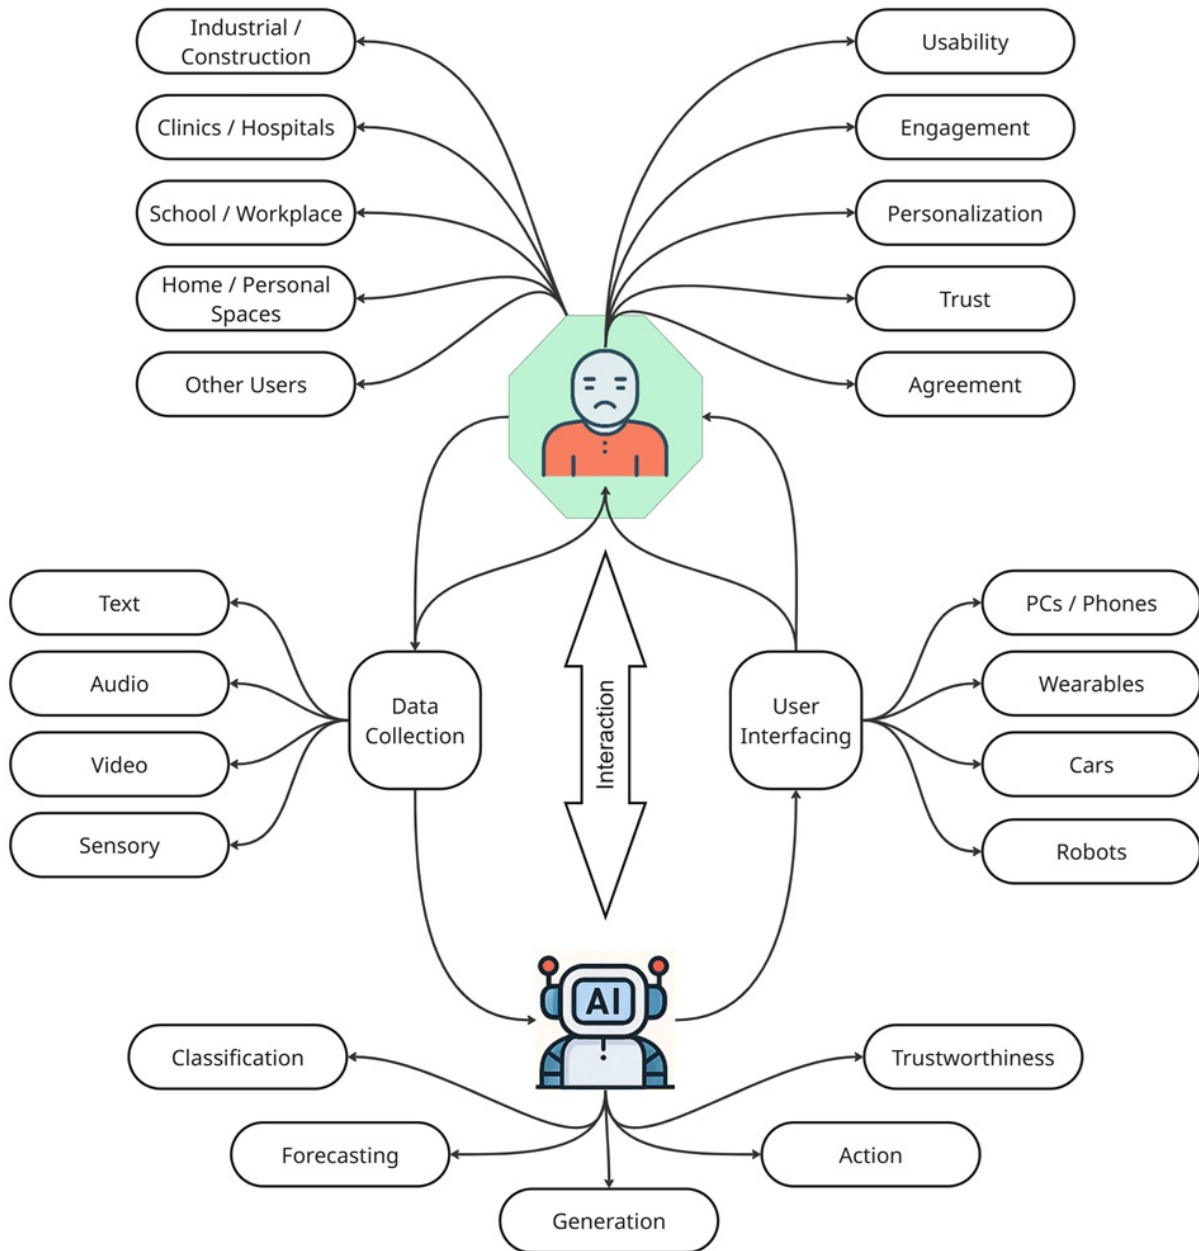 Industrial /
Construction
Usability
Clinics / Hospitals
Engagement
School / Workplace
Personalization
Home / Personal
Spaces
Trust
Other Users
Agreement
Text
PCs / Phones
Audio
Wearables
Data
Collection
Interaction
User
Interfacing
Video
Cars
Sensory
Robots
AI
Classification
Trustworthiness
Forecasting
Action
Generation